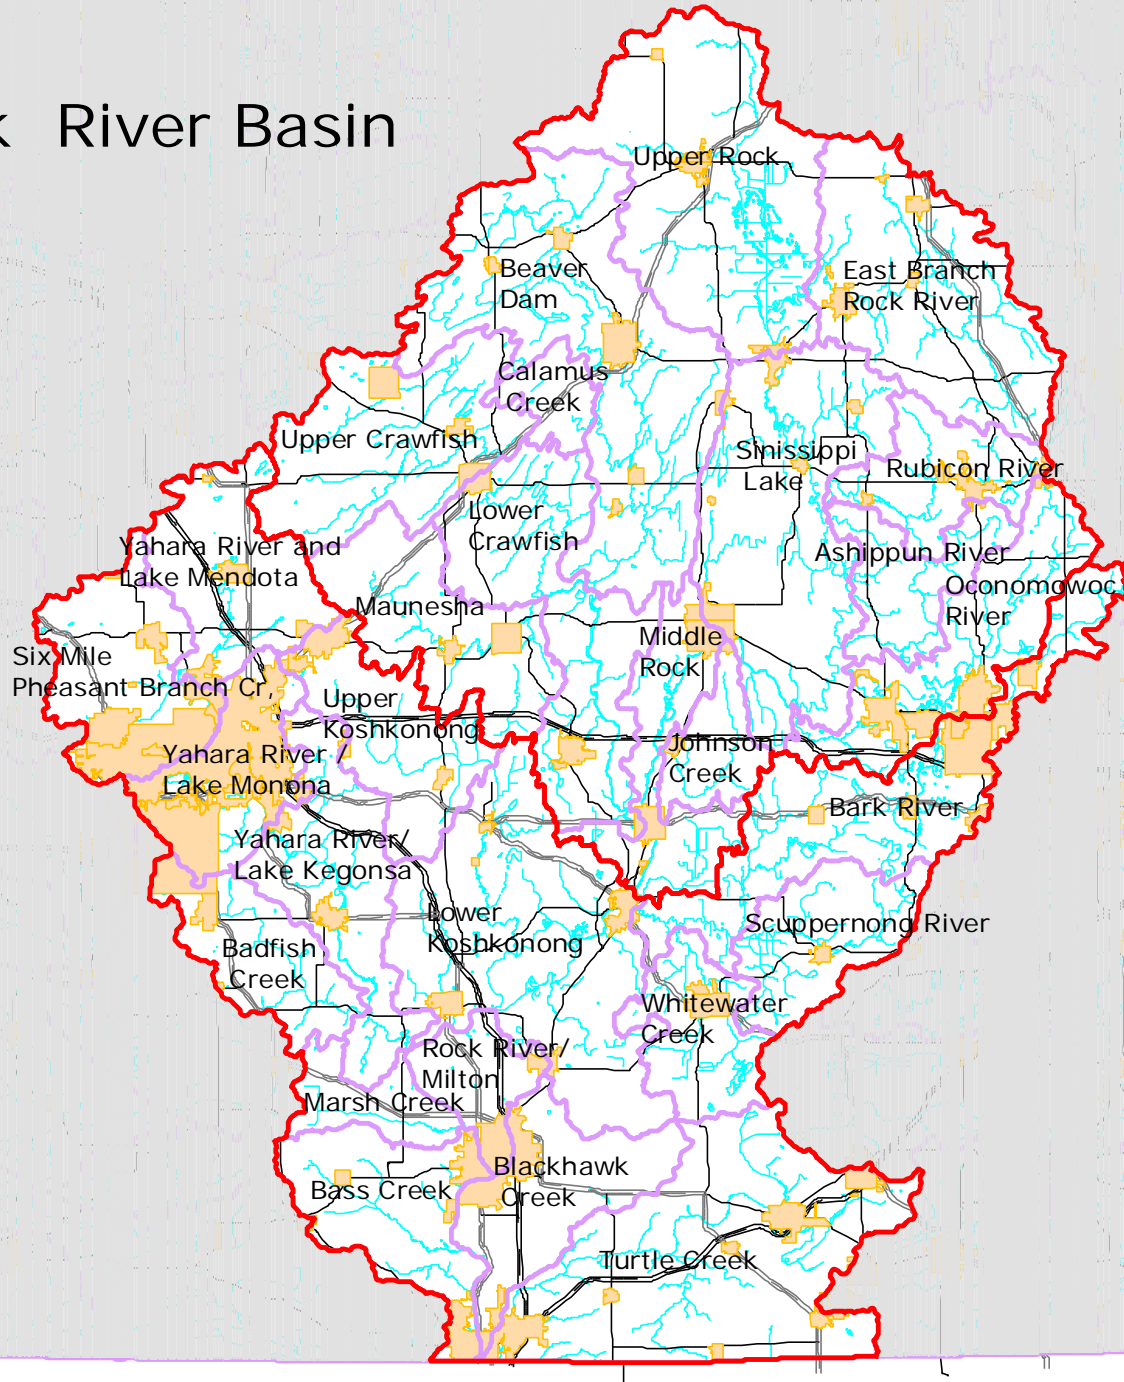 k River Basin
Upper Rock
Beaver
Dam
East Branch
Rock River
Calamus
Creek
Upper Crawfish
Sinissippi
Lake
Rubicon River
Lower
Crawfish
Yahara River and
Lake Mendota
Ashippun River
Oconomowoc
River
Maunesha
Middle
Rock
Six Mile
Pheasant Branch Cr,
Upper
Koshkonong
Yahara River /
Lake Monona
Johnson
Creek
Bark River
Yahara River/
Lake Kegonsa
Lower
Koshkonong
Scuppernong River
Badfish
Creek
Whitewater
Creek
Rock River/
Milton
Marsh Creek
Blackhawk
Creek
Bass Creek
Turtle Creek